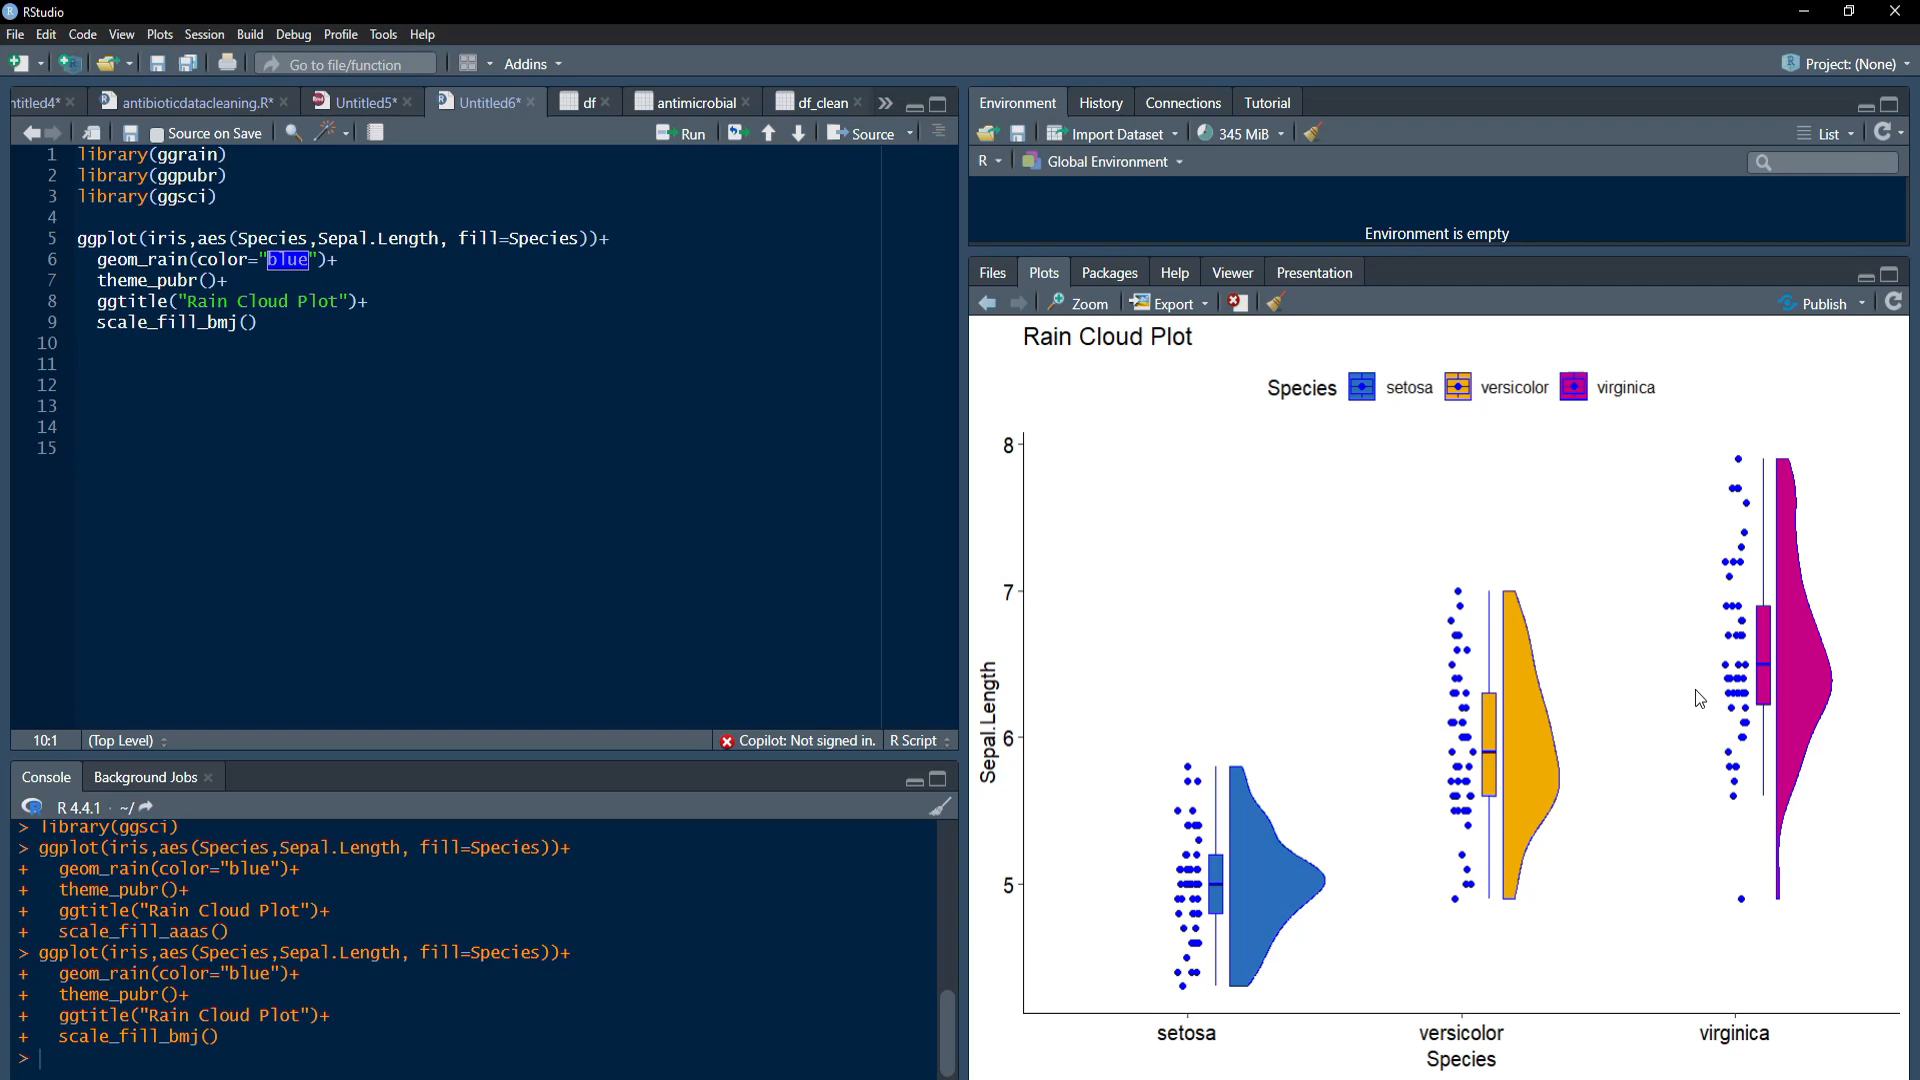 RStudio
File Edit Code View Plots Session Build Debug Profile Tools Help
Go to file/function Addins Project: (None)
ntitled4* antibioticdatacleaning.R* Untitled5* Untitled6* df antimicrobial df_clean
Source on Save Run Source
1 library(ggrain)
2 library(ggpubr)
3 library(ggsci)
4
5 ggplot(iris,aes(Species,Sepal.Length, fill=Species))+
6 geom_rain(color="blue")+
7 theme_pubr()+
8 ggtitle("Rain Cloud Plot")+
9 scale_fill_bmj()
10
11
12
13
14
15
10:1 (Top Level) Copilot: Not signed in. R Script
Console Background Jobs
R 4.4.1 · ~/
> library(ggsci)
> ggplot(iris,aes(Species,Sepal.Length, fill=Species))+
+ geom_rain(color="blue")+
+ theme_pubr()+
+ ggtitle("Rain Cloud Plot")+
+ scale_fill_aaas()
> ggplot(iris,aes(Species,Sepal.Length, fill=Species))+
+ geom_rain(color="blue")+
+ theme_pubr()+
+ ggtitle("Rain Cloud Plot")+
+ scale_fill_bmj()
>
Environment History Connections Tutorial
Import Dataset 345 MiB List
R Global Environment
Environment is empty
Files Plots Packages Help Viewer Presentation
Zoom Export Publish
Rain Cloud Plot
Species setosa versicolor virginica
8
7
6
5
Sepal.Length
setosa versicolor virginica
Species